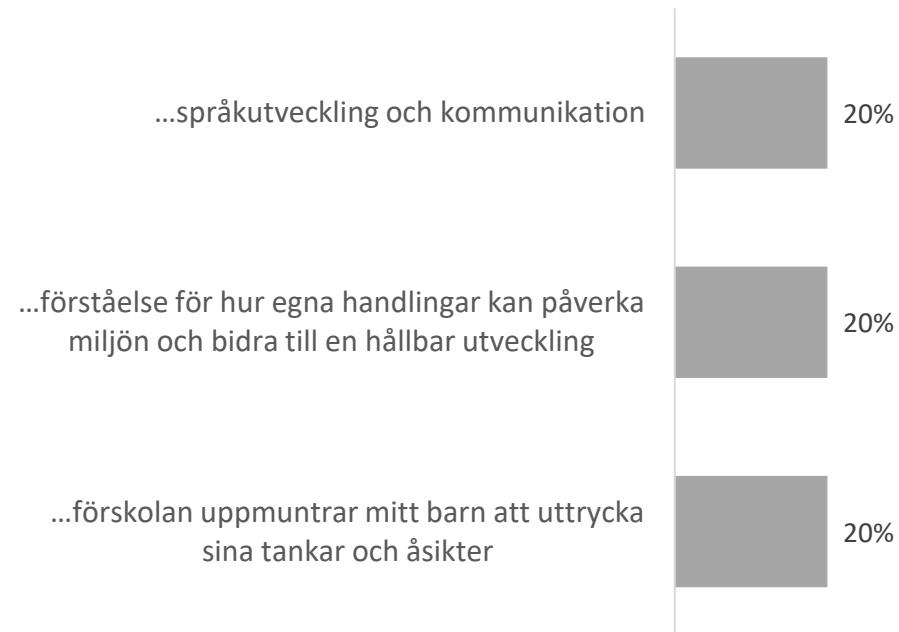 ...språkutveckling och kommunikation
20%
...förståelse för hur egna handlingar kan påverka
miljön och bidra till en hållbar utveckling
20%
...förskolan uppmuntrar mitt barn att uttrycka
sina tankar och åsikter
20%